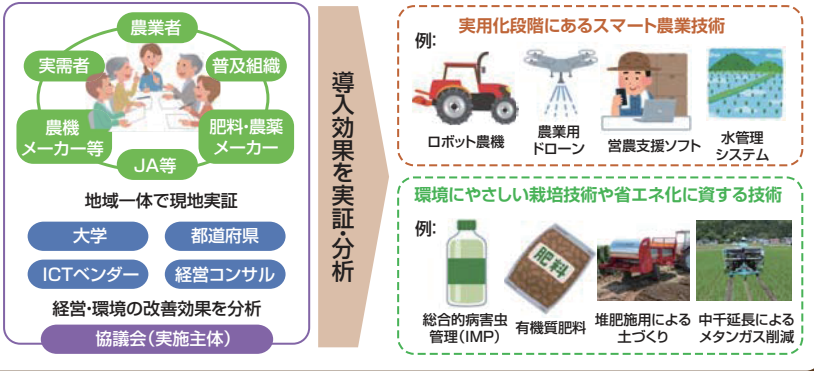 農業者
実需者
普及組織
農機
メーカー等
肥料・農薬
メーカー
JA等
地域一体で現地実証
大学
都道府県
ICTベンダー
経営コンサル
経営・環境の改善効果を分析
協議会（実施主体）
導入効果を実証・分析
実用化段階にあるスマート農業技術
例：
ロボット農機
農業用
ドローン
営農支援ソフト
水管理
システム
環境にやさしい栽培技術や省エネ化に資する技術
例：
肥料
総合的病害虫
管理（IMP）
有機質肥料
堆肥施用による
土づくり
中干延長による
メタンガス削減